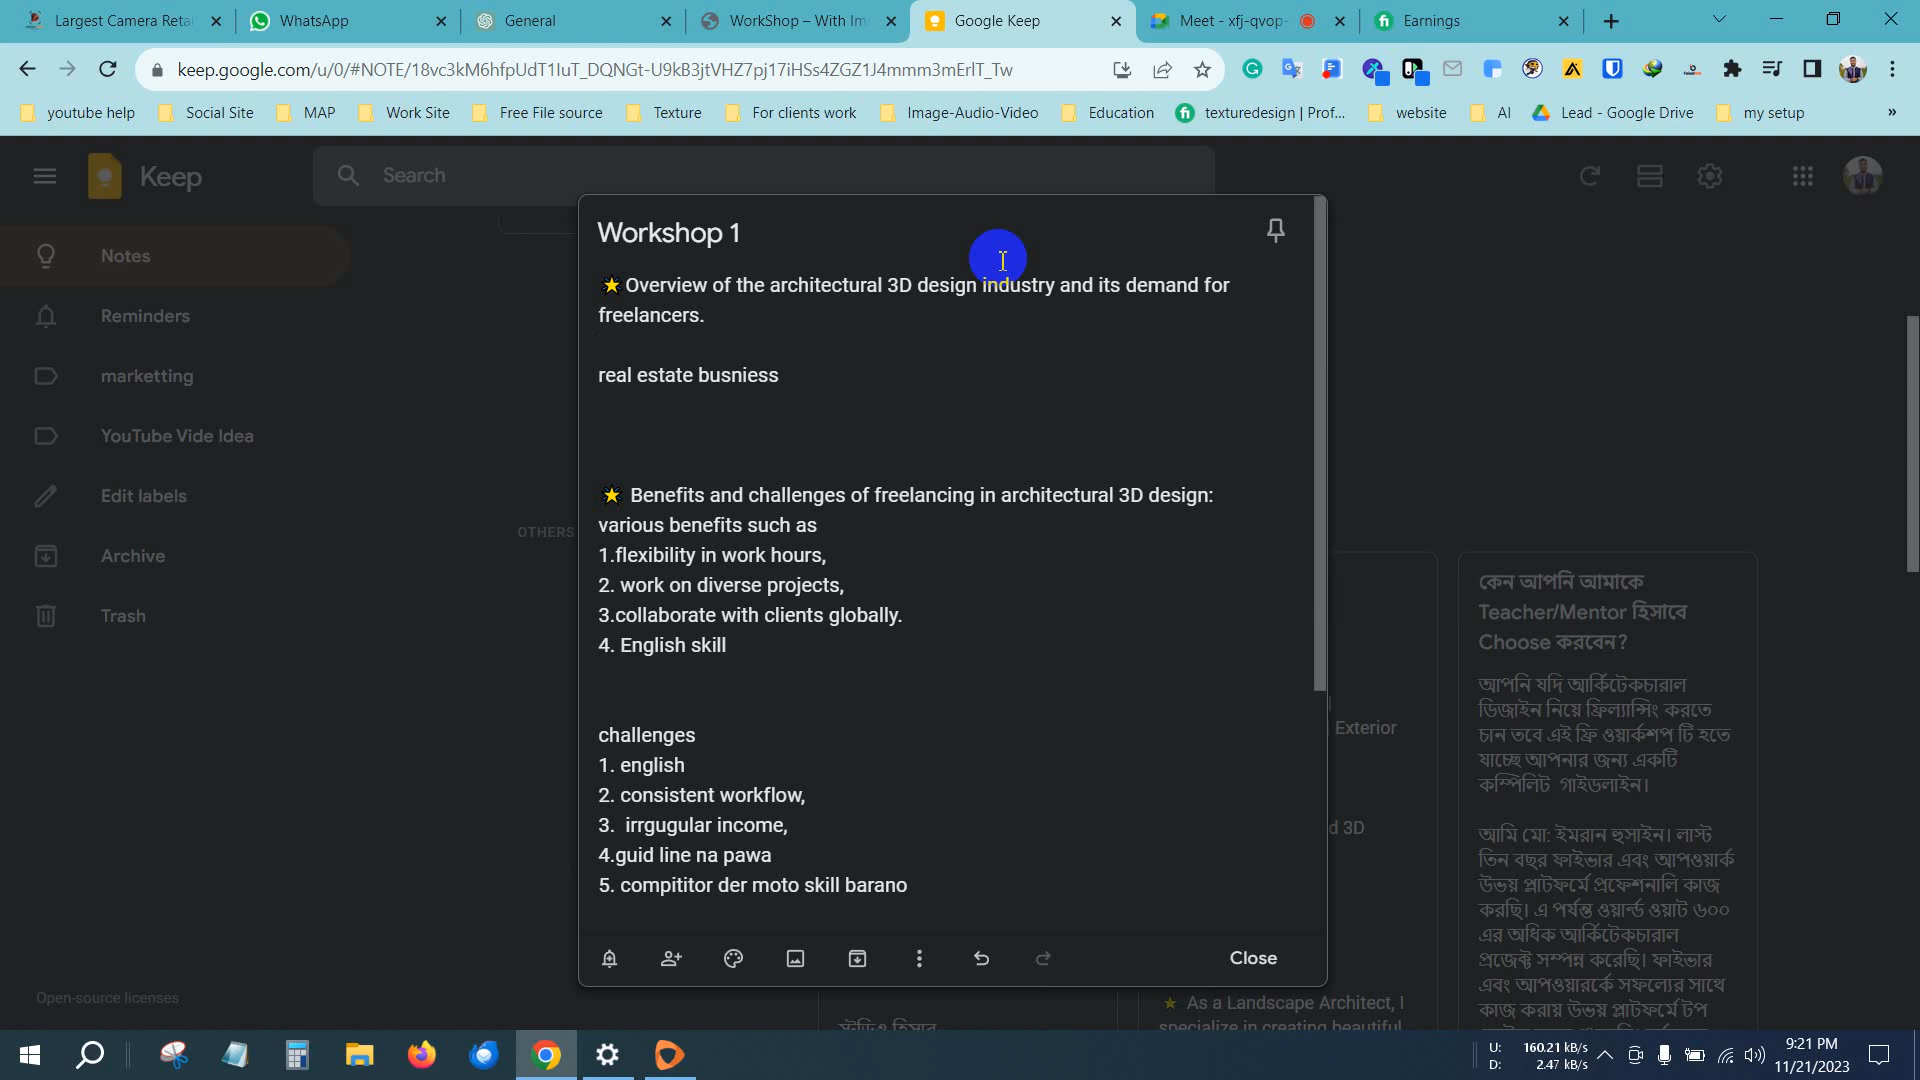 Largest Camera Retai
WhatsApp
General
WorkShop – With Im
Google Keep
Meet - xfj-qvop-
Earnings
keep.google.com/u/0/#NOTE/18vc3kM6hfpUdT1IuT_DQNGt-U9kB3jtVHZ7pj17iHSs4ZGZ1J4mmm3mErlT_Tw
youtube help
Social Site
MAP
Work Site
Free File source
Texture
For clients work
Image-Audio-Video
Education
texturedesign | Prof...
website
AI
Lead - Google Drive
my setup
Keep
Search
Notes
Reminders
marketting
YouTube Vide Idea
Edit labels
Archive
Trash
Open-source licenses
OTHERS
Workshop 1
⭐Overview of the architectural 3D design industry and its demand for
freelancers.
real estate busniess
⭐ Benefits and challenges of freelancing in architectural 3D design:
various benefits such as
1.flexibility in work hours,
2. work on diverse projects,
3.collaborate with clients globally.
4. English skill
challenges
1. english
2. consistent workflow,
3.  irrgugular income,
4.guid line na pawa
5. compititor der moto skill barano
Close
Exterior
d 3D
★ As a Landscape Architect, I
specialize in creating beautiful
কেন আপনি আমাকে
Teacher/Mentor হিসাবে
Choose করবেন?
আপনি যদি আর্কিটেকচারাল
ডিজাইন নিয়ে ফ্রিল্যান্সিং করতে
চান তবে এই ফ্রি ওয়ার্কশপ টি হতে
যাচ্ছে আপনার জন্য একটি
কম্পিলিট গাইডলাইন।
আমি মো: ইমরান হুসাইন। লাস্ট
তিন বছর ফাইভার এবং আপওয়ার্ক
উভয় প্লাটফর্মে প্রফেশনালি কাজ
করছি। এ পর্যন্ত ওয়ার্ল্ড ওয়াট ৬০০
এর অধিক আর্কিটেকচারাল
প্রজেক্ট সম্পন্ন করেছি। ফাইভার
এবং আপওয়ারর্কে সফল্যের সাথে
কাজ করায় উভয় প্লাটফর্মে টপ
U: 160.21 kB/s
D: 2.47 kB/s
9:21 PM
11/21/2023